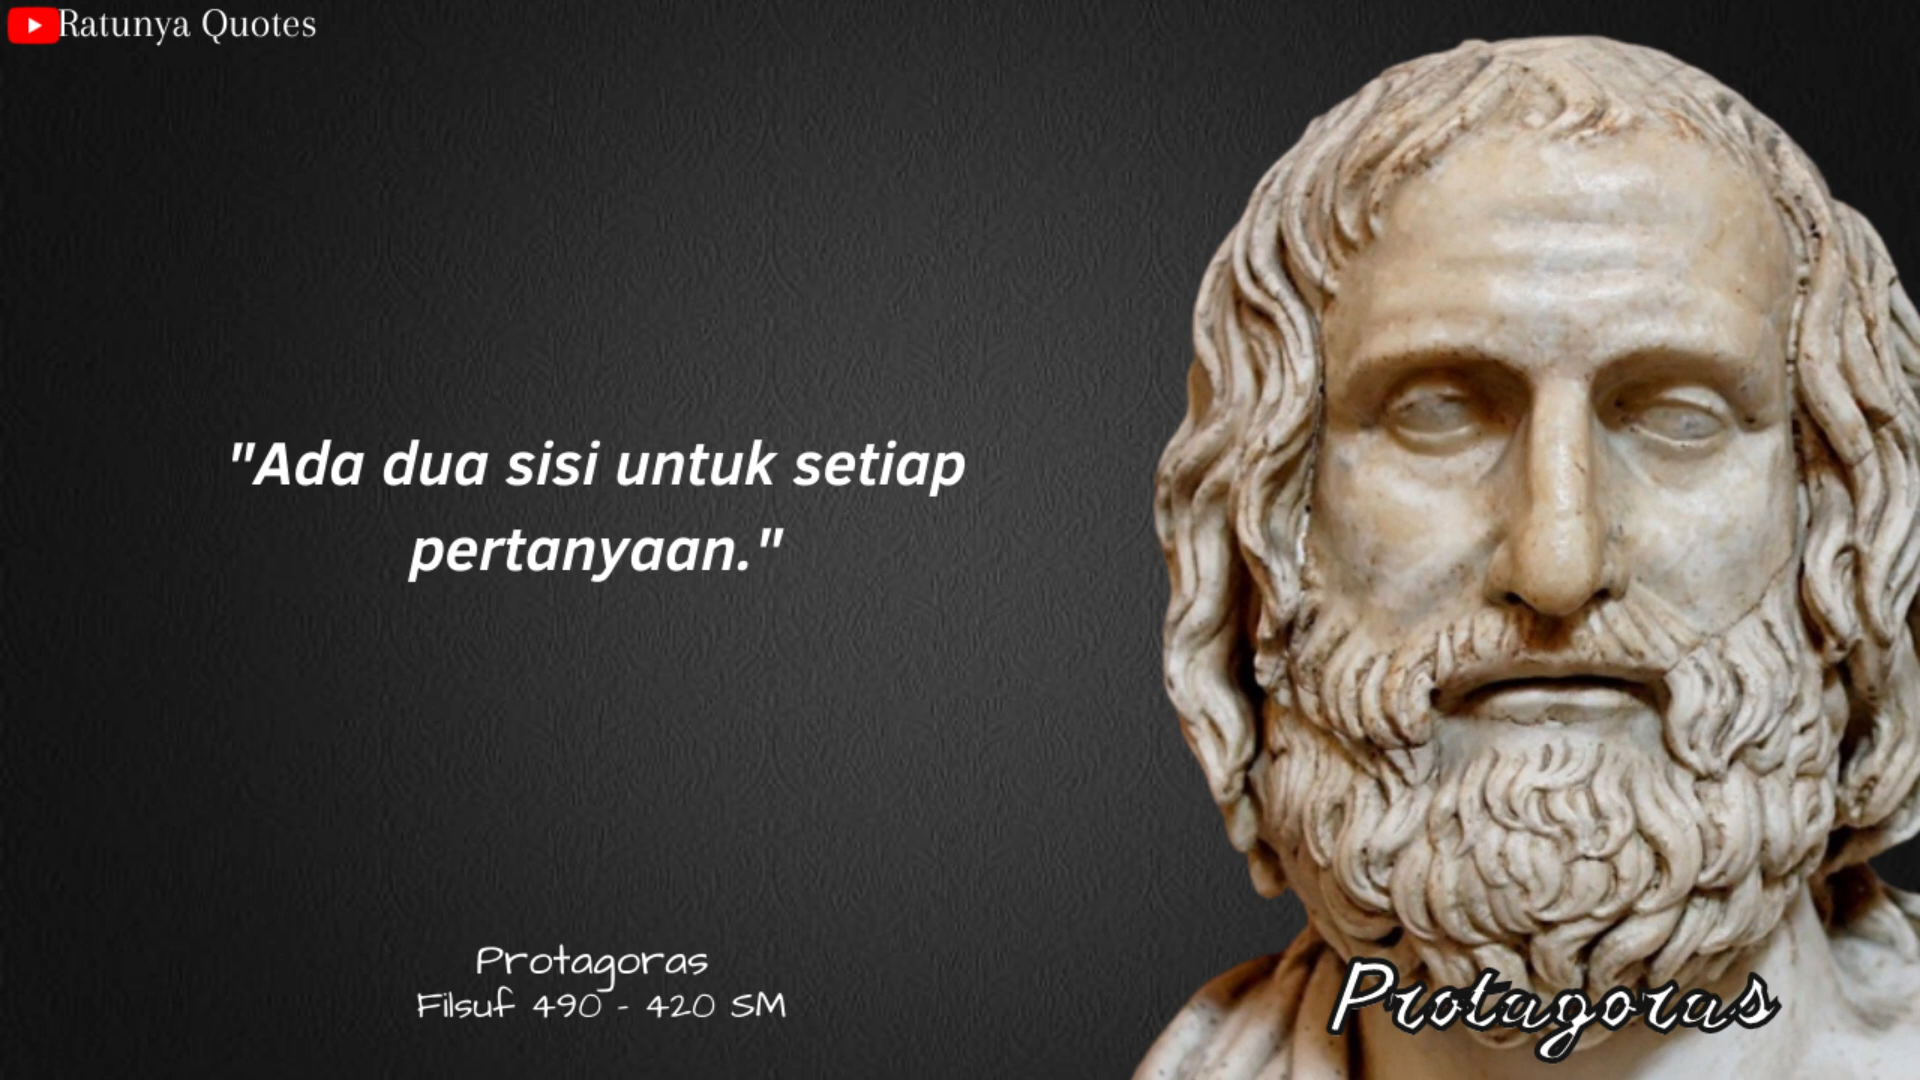 Ratunya Quotes
"Ada dua sisi untuk setiap
pertanyaan."
Protagoras
Filsuf 490 - 420 SM
Protagoras